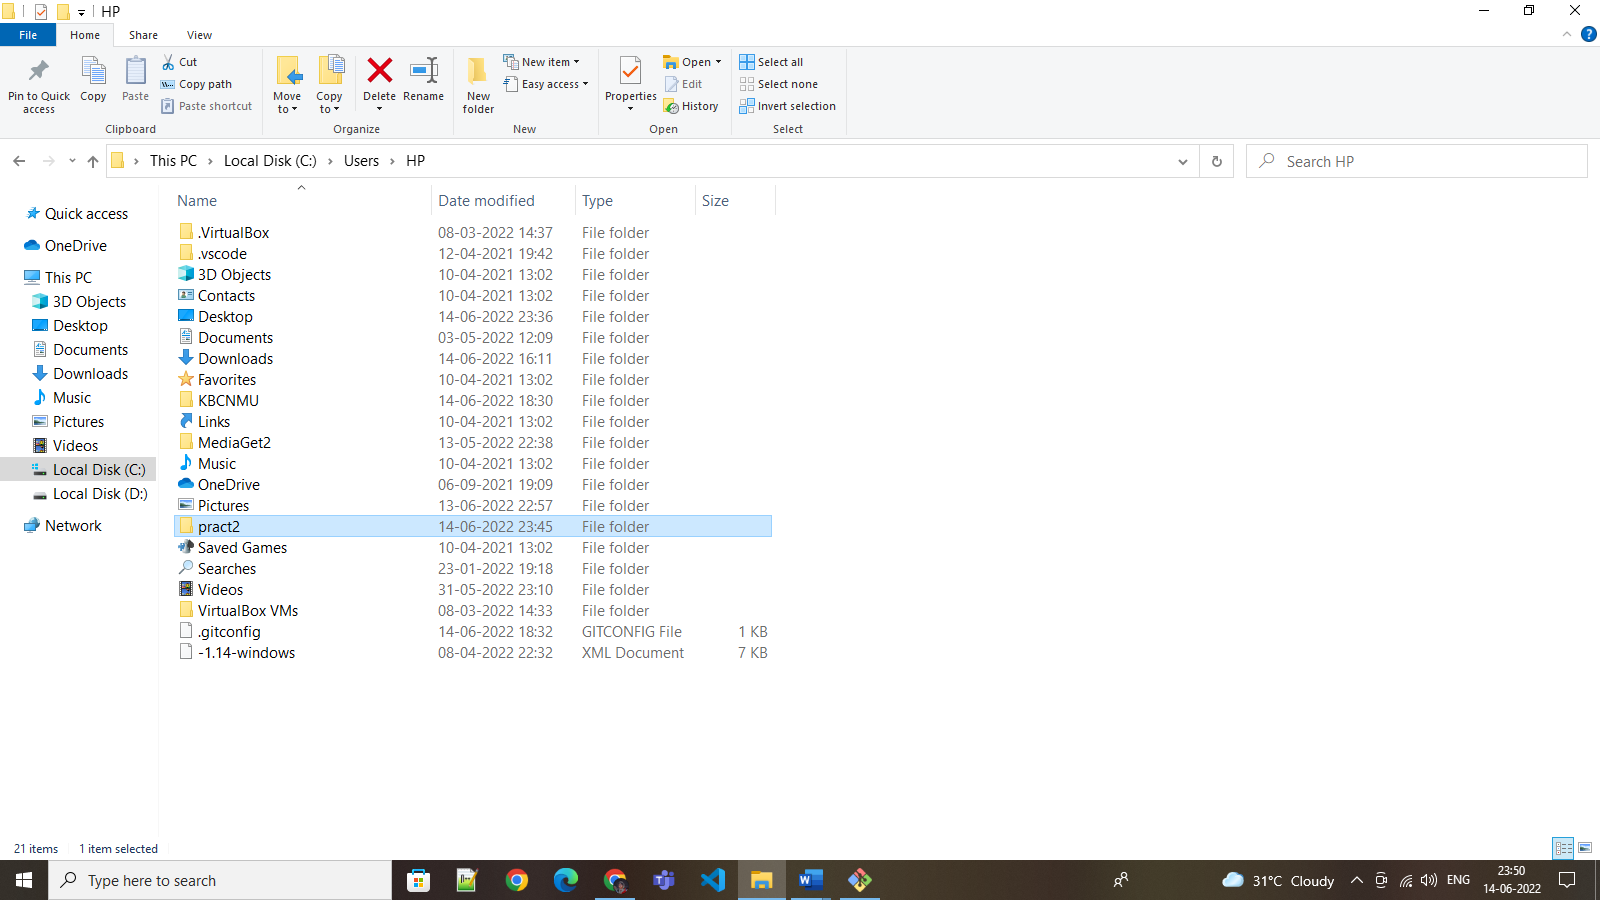 HP
File Home Share View
Pin to Quick access
Copy
Paste
Cut
Copy path
Paste shortcut
Clipboard
Move to
Copy to
Delete
Rename
Organize
New folder
New item
Easy access
New
Properties
Open
Edit
History
Open
Select all
Select none
Invert selection
Select
This PC › Local Disk (C:) › Users › HP
Search HP
Quick access
OneDrive
This PC
3D Objects
Desktop
Documents
Downloads
Music
Pictures
Videos
Local Disk (C:)
Local Disk (D:)
Network
Name Date modified Type Size
.VirtualBox 08-03-2022 14:37 File folder
.vscode 12-04-2021 19:42 File folder
3D Objects 10-04-2021 13:02 File folder
Contacts 10-04-2021 13:02 File folder
Desktop 14-06-2022 23:36 File folder
Documents 03-05-2022 12:09 File folder
Downloads 14-06-2022 16:11 File folder
Favorites 10-04-2021 13:02 File folder
KBCNMU 14-06-2022 18:30 File folder
Links 10-04-2021 13:02 File folder
MediaGet2 13-05-2022 22:38 File folder
Music 10-04-2021 13:02 File folder
OneDrive 06-09-2021 19:09 File folder
Pictures 13-06-2022 22:57 File folder
pract2 14-06-2022 23:45 File folder
Saved Games 10-04-2021 13:02 File folder
Searches 23-01-2022 19:18 File folder
Videos 31-05-2022 23:10 File folder
VirtualBox VMs 08-03-2022 14:33 File folder
.gitconfig 14-06-2022 18:32 GITCONFIG File 1 KB
-1.14-windows 08-04-2022 22:32 XML Document 7 KB
21 items 1 item selected
Type here to search
31°C Cloudy
ENG
23:50
14-06-2022